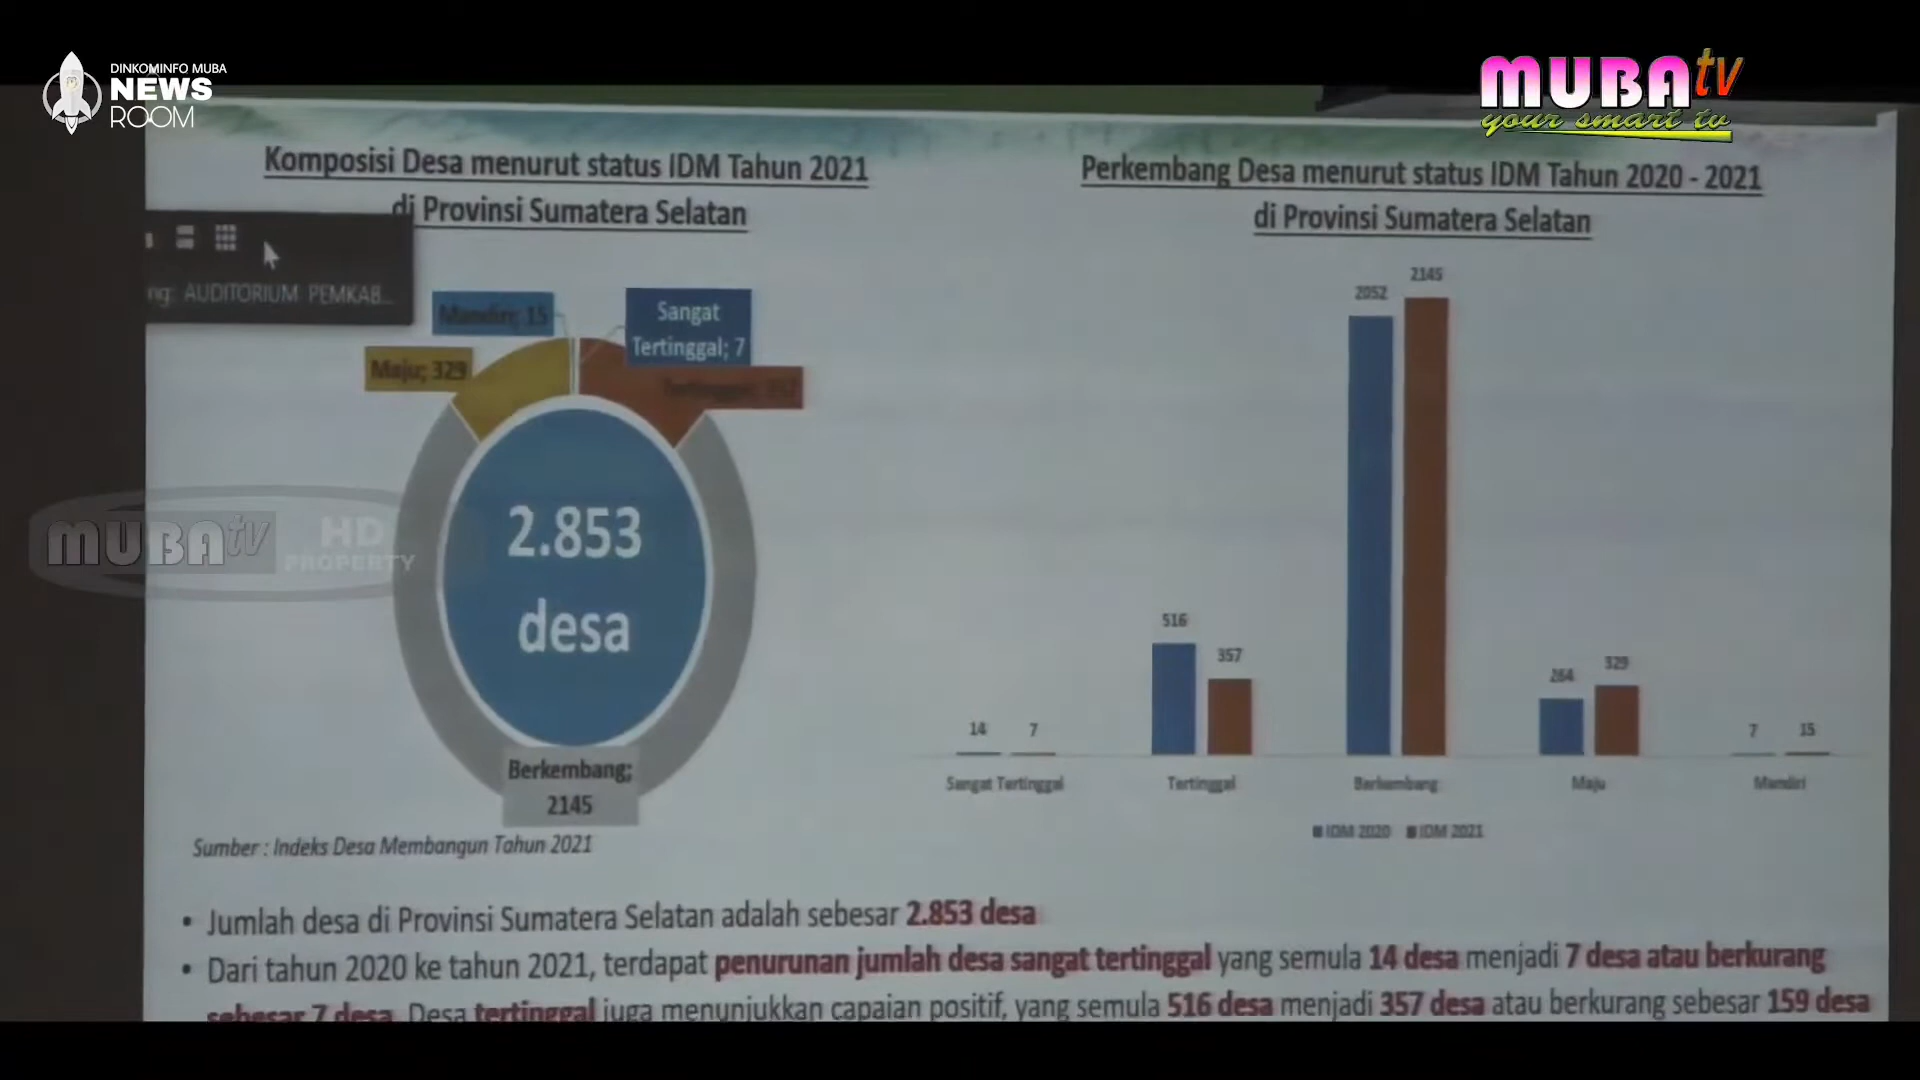 DINKOMINFO MUBA
NEWS
ROOM
MUBAtv
your smart tv
Komposisi Desa menurut status IDM Tahun 2021
di Provinsi Sumatera Selatan
ng: AUDITORIUM PEMKAB...
Mandiri; 15
Sangat
Tertinggal; 7
Maju; 329
2.853
desa
Berkembang;
2145
MUBAtv HD
PROPERTY
Sumber : Indeks Desa Membangun Tahun 2021
Perkembang Desa menurut status IDM Tahun 2020 - 2021
di Provinsi Sumatera Selatan
2052 2145
516 357
264 329
14 7
7 15
Sangat Tertinggal Tertinggal Berkembang Maju Mandiri
IDM 2020 IDM 2021
• Jumlah desa di Provinsi Sumatera Selatan adalah sebesar 2.853 desa
• Dari tahun 2020 ke tahun 2021, terdapat penurunan jumlah desa sangat tertinggal yang semula 14 desa menjadi 7 desa atau berkurang
sebesar 7 desa. Desa tertinggal juga menunjukkan capaian positif, yang semula 516 desa menjadi 357 desa atau berkurang sebesar 159 desa